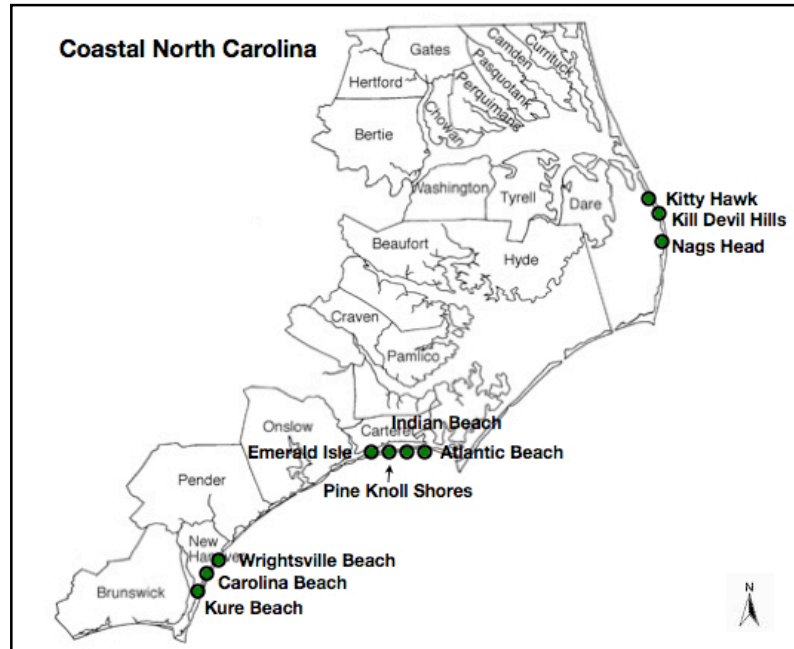 Coastal North Carolina
Gates
Camden
Currituck
Pasquotank
Hertford
Perquimans
Chowan
Bertie
Washington
Tyrell
Dare
Kitty Hawk
Kill Devil Hills
Nags Head
Beaufort
Hyde
Craven
Pamlico
Onslow
Indian Beach
Carteret
Emerald Isle
Atlantic Beach
Pine Knoll Shores
Pender
New
Hanover
Wrightsville Beach
Carolina Beach
Kure Beach
Brunswick
N